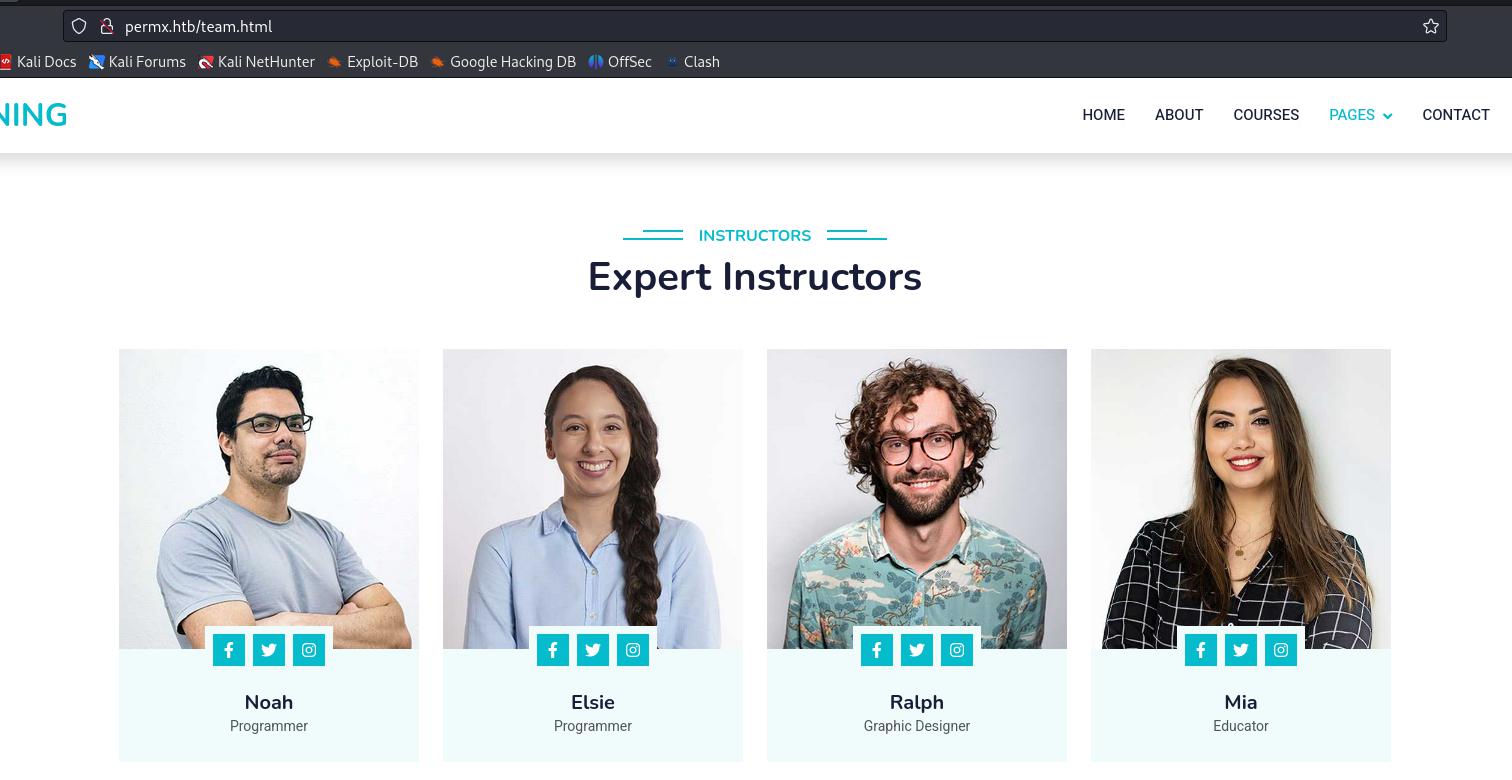 permx.htb/team.html
Kali Docs Kali Forums Kali NetHunter Exploit-DB Google Hacking DB OffSec Clash
NING HOME ABOUT COURSES PAGES CONTACT
INSTRUCTORS
Expert Instructors
Noah Elsie Ralph Mia
Programmer Programmer Graphic Designer Educator